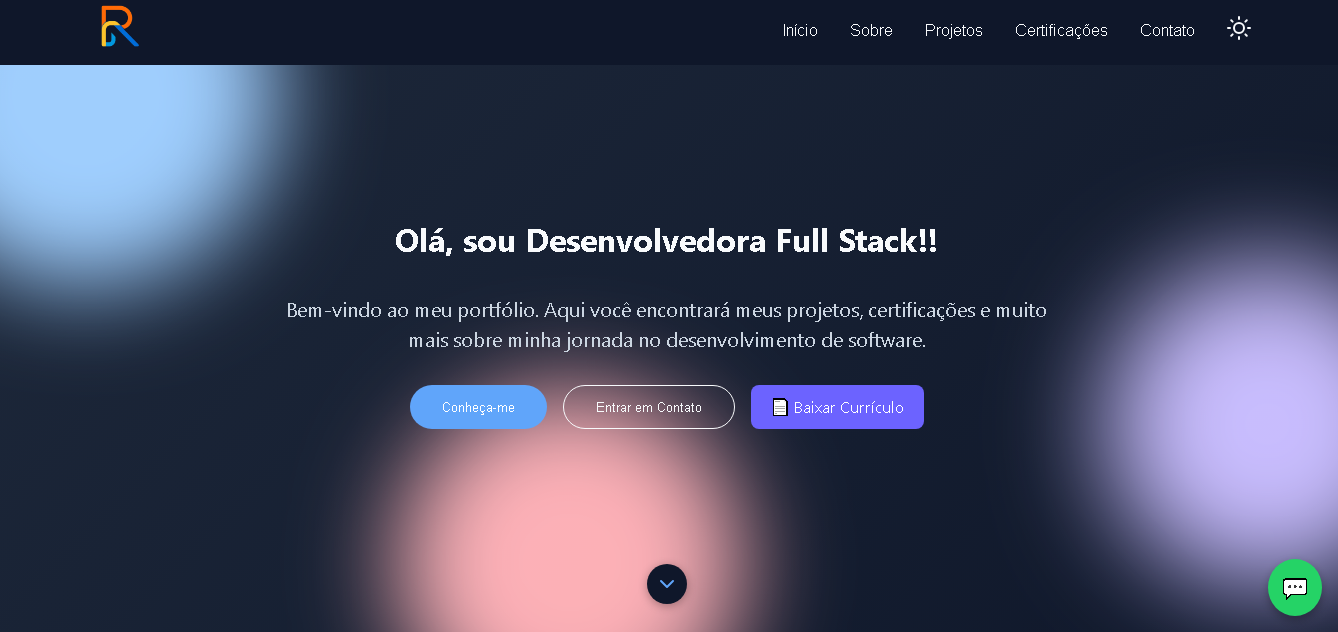 R
Início Sobre Projetos Certificações Contato
Olá, sou Desenvolvedora Full Stack!!
Bem-vindo ao meu portfólio. Aqui você encontrará meus projetos, certificações e muito
mais sobre minha jornada no desenvolvimento de software.
Conheça-me Entrar em Contato Baixar Currículo